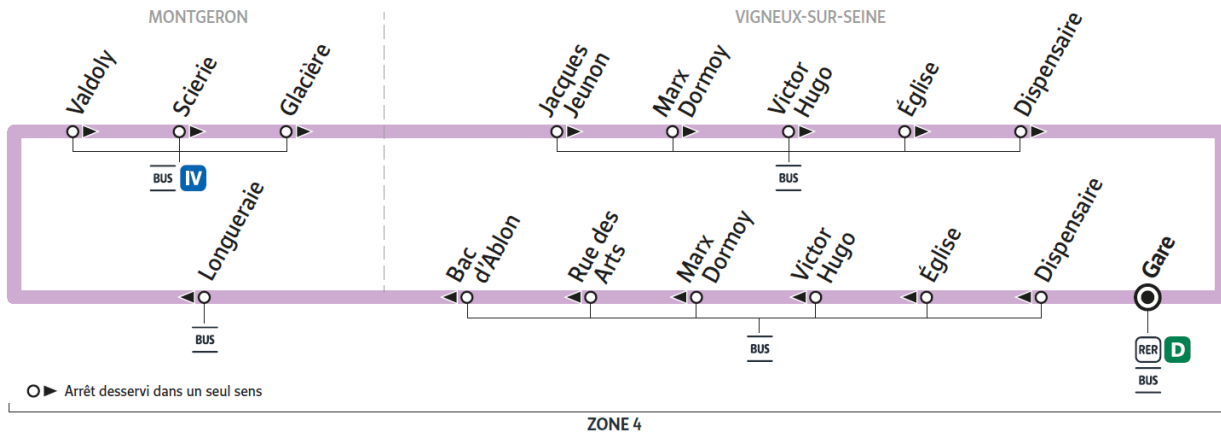 MONTGERON
VIGNEUX-SUR-SEINE
Valdoly
Scierie
Glacière
Jacques
Jeunon
Marx
Dormoy
Victor
Hugo
Église
Dispensaire
BUS IV
BUS
Longueraie
Bac
d'Ablon
Rue des
Arts
Marx
Dormoy
Victor
Hugo
Église
Dispensaire
Gare
BUS
BUS
RER D
BUS
Arrêt desservi dans un seul sens
ZONE 4